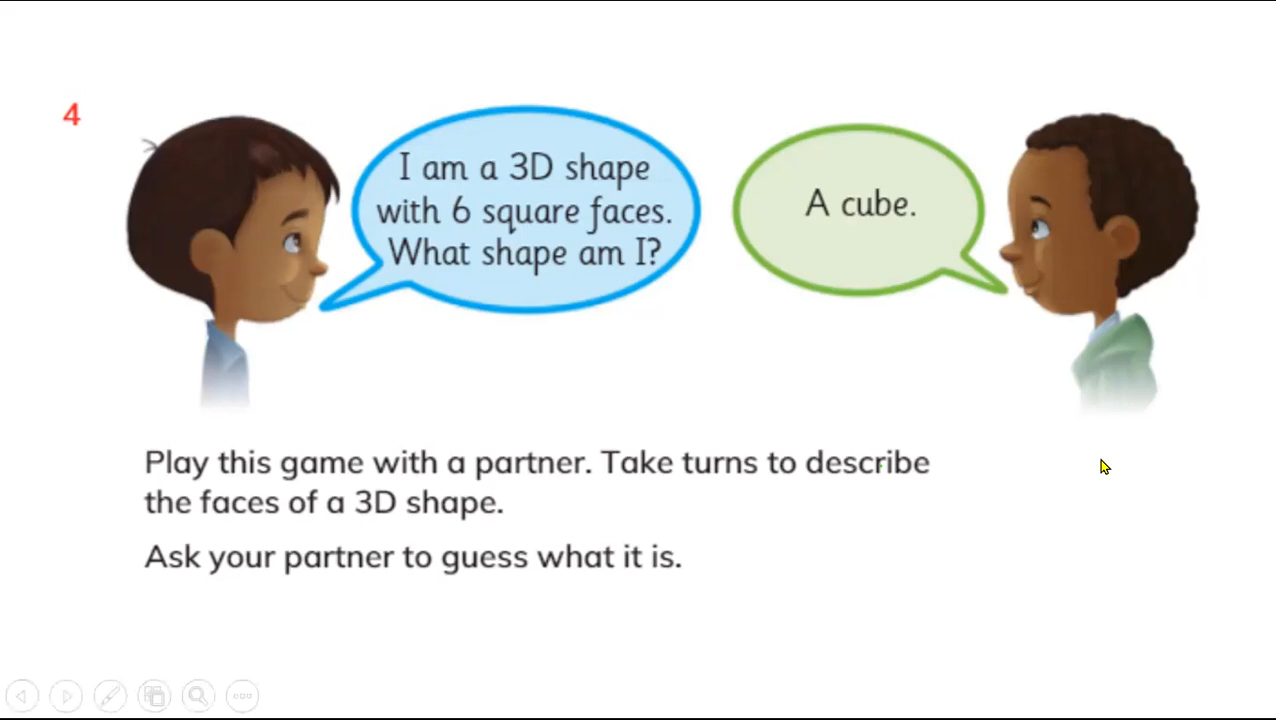 4
I am a 3D shape
with 6 square faces.
What shape am I?
A cube.
Play this game with a partner. Take turns to describe
the faces of a 3D shape.
Ask your partner to guess what it is.